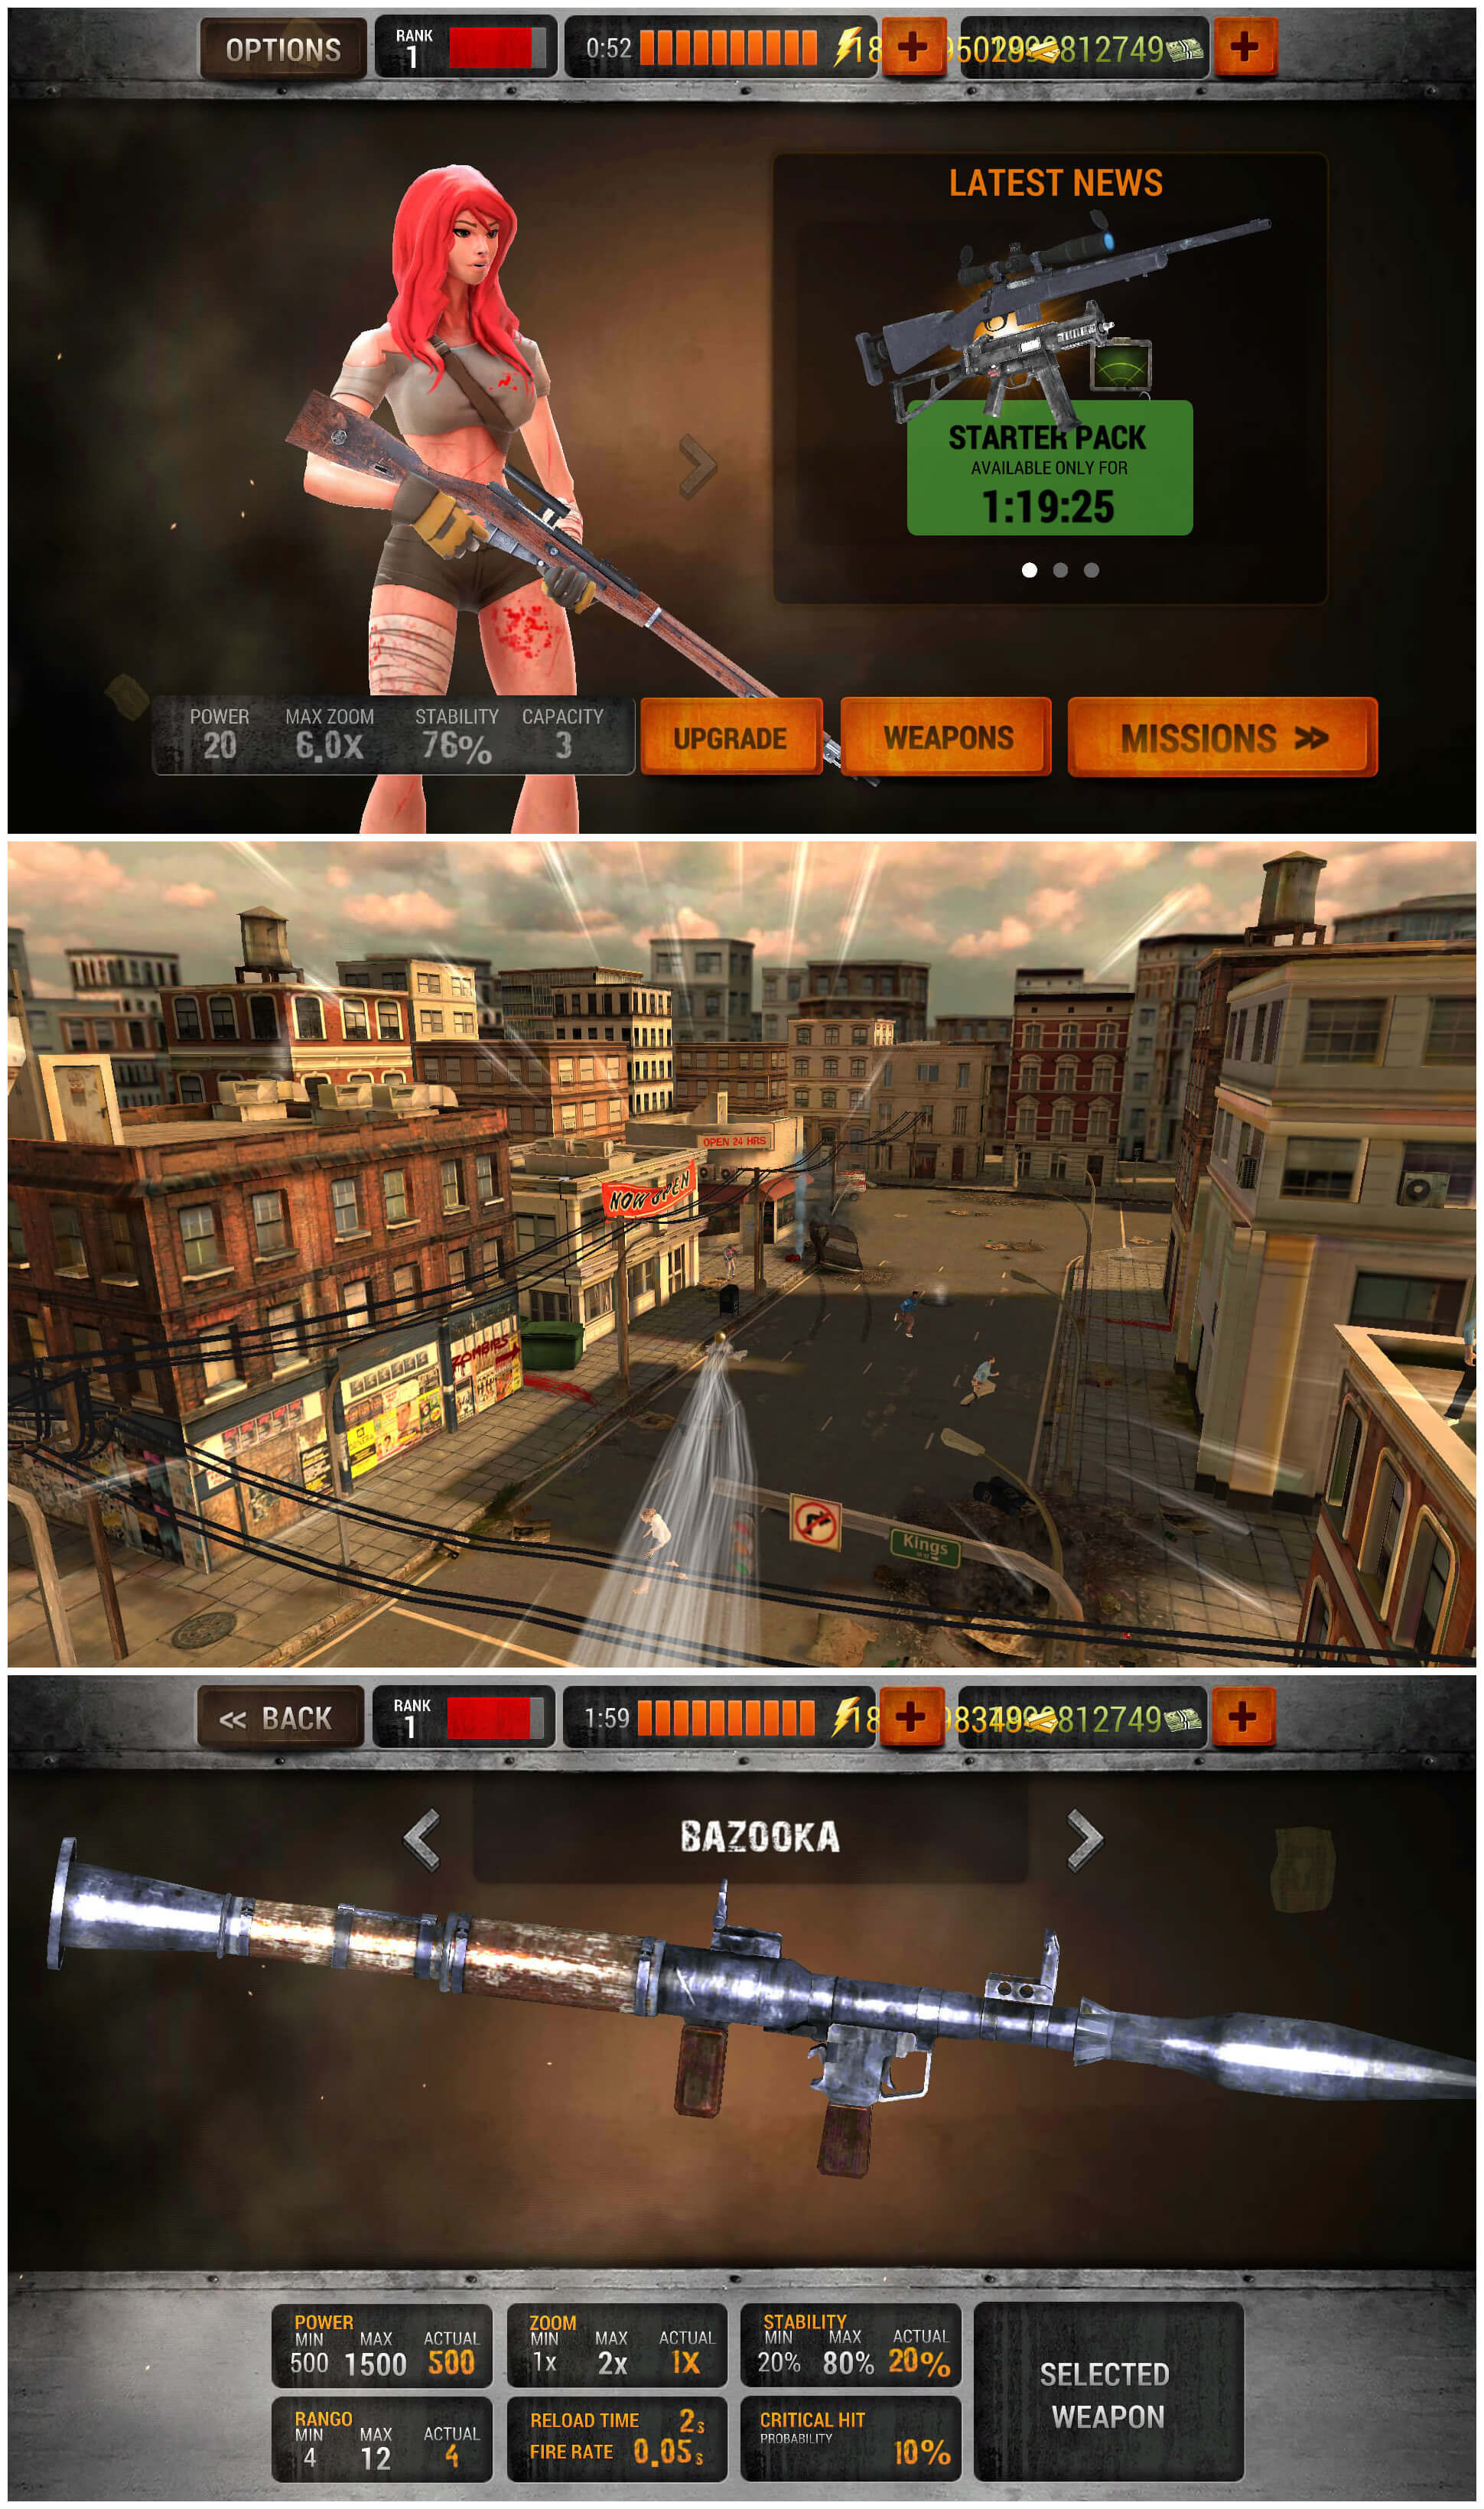 OPTIONS
RANK
1
0:52
812749
LATEST NEWS
STARTER PACK
AVAILABLE ONLY FOR
1:19:25
POWER
20
MAX ZOOM
6.0X
STABILITY
76%
CAPACITY
3
UPGRADE
WEAPONS
MISSIONS »
OPEN 24 HRS
NOW OPEN
ZOMBIES
Kings
« BACK
RANK
1
1:59
812749
BAZOOKA
POWER
MIN MAX ACTUAL
500 1500 500
ZOOM
MIN MAX ACTUAL
1x 2x 1X
STABILITY
MIN MAX ACTUAL
20% 80% 20%
SELECTED
WEAPON
RANGO
MIN MAX ACTUAL
4 12 4
RELOAD TIME 2s
FIRE RATE 0.05s
CRITICAL HIT
PROBABILITY
10%